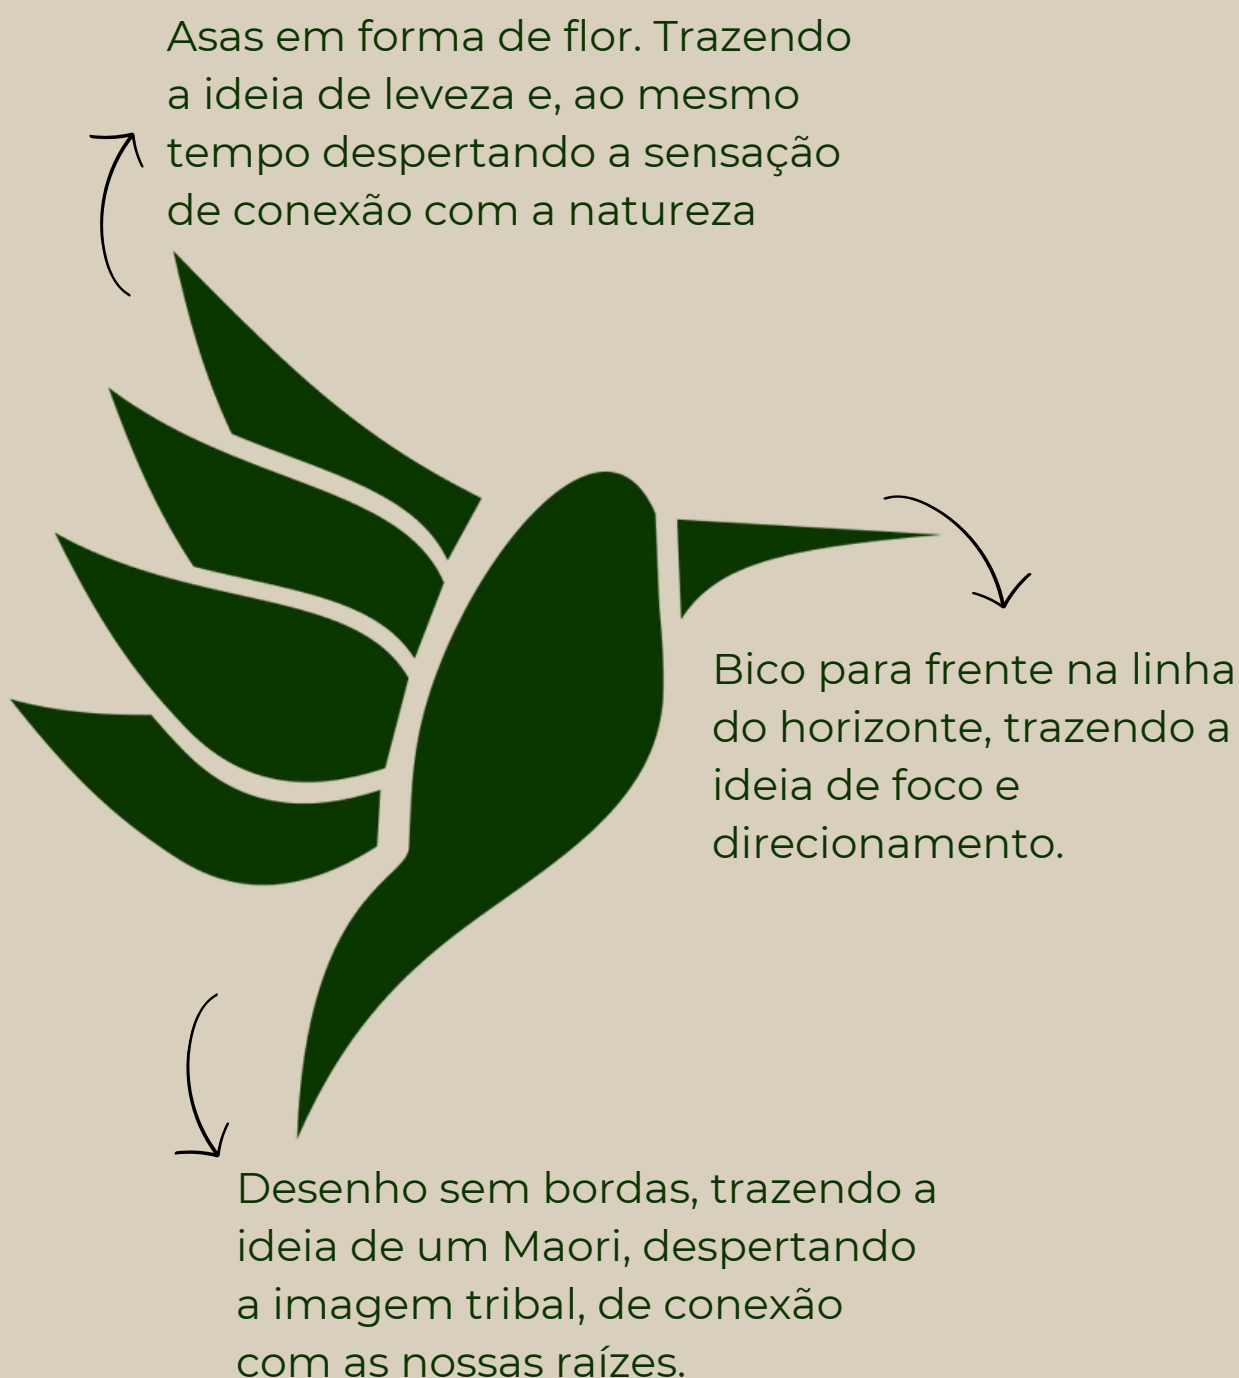 Asas em forma de flor. Trazendo
a ideia de leveza e, ao mesmo
tempo despertando a sensação
de conexão com a natureza
Bico para frente na linha
do horizonte, trazendo a
ideia de foco e
direcionamento.
Desenho sem bordas, trazendo a
ideia de um Maori, despertando
a imagem tribal, de conexão
com as nossas raízes.